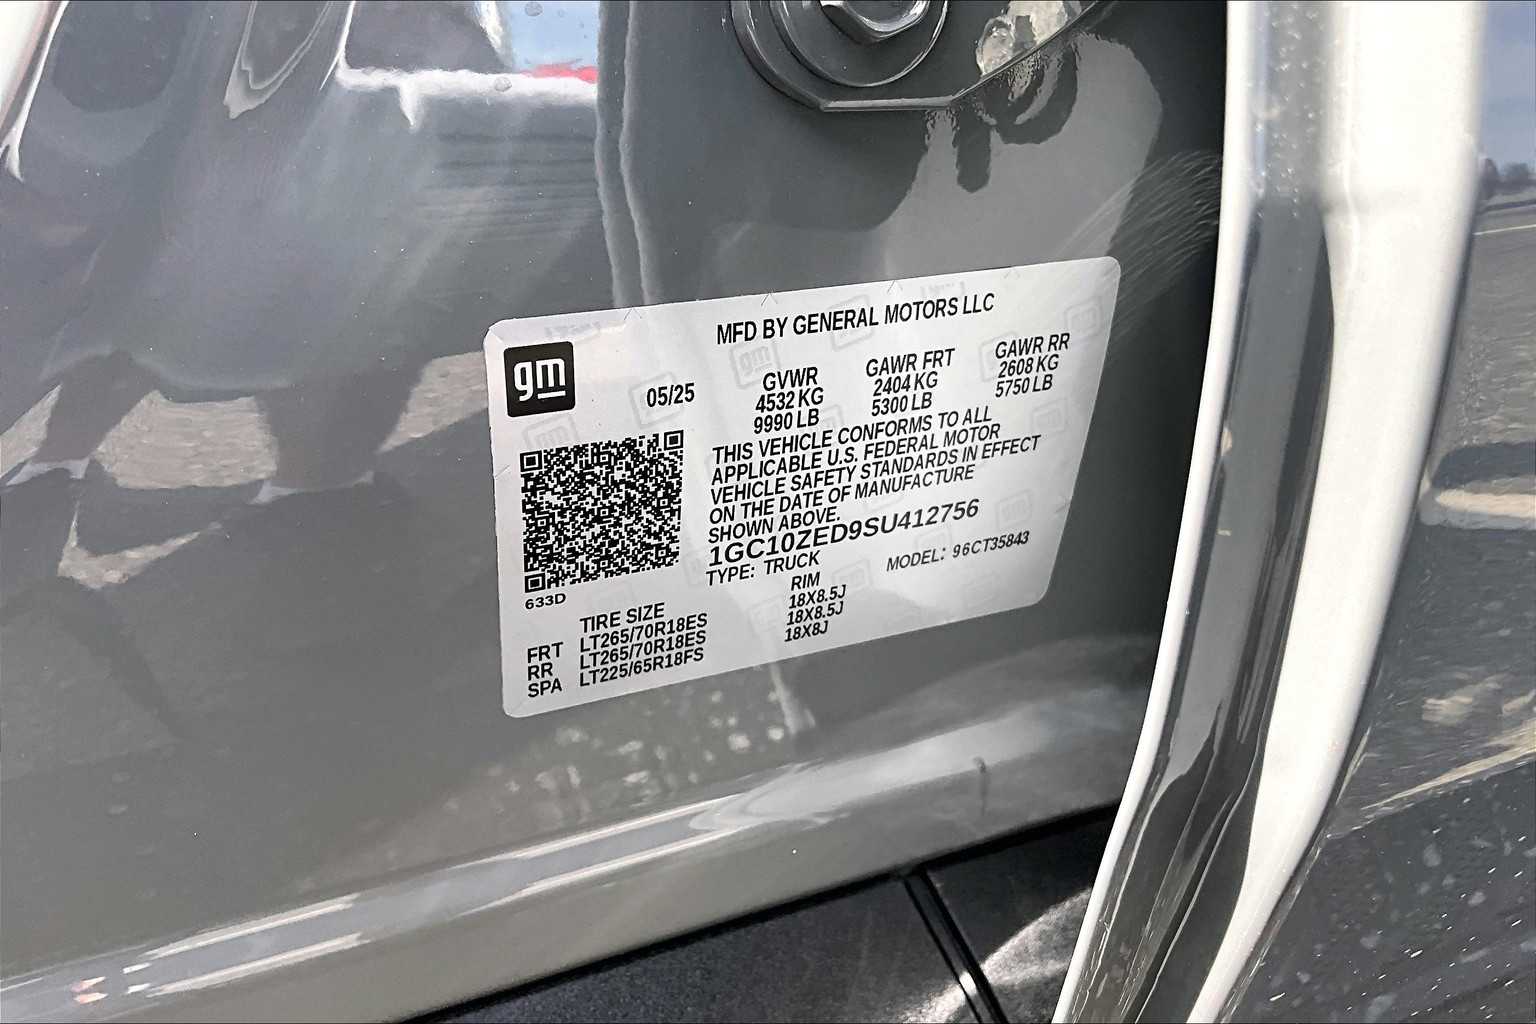 MFD BY GENERAL MOTORS LLC
gm
05/25
GVWR
4532 KG
9990 LB
GAWR FRT
2404 KG
5300 LB
GAWR RR
2608 KG
5750 LB
THIS VEHICLE CONFORMS TO ALL
APPLICABLE U.S. FEDERAL MOTOR
VEHICLE SAFETY STANDARDS IN EFFECT
ON THE DATE OF MANUFACTURE
SHOWN ABOVE.
1GC10ZED9SU412756
TYPE: TRUCK
MODEL: 96CT35843
633D
TIRE SIZE RIM
FRT LT265/70R18ES 18X8.5J
RR LT265/70R18ES 18X8.5J
SPA LT225/65R18FS 18X8J